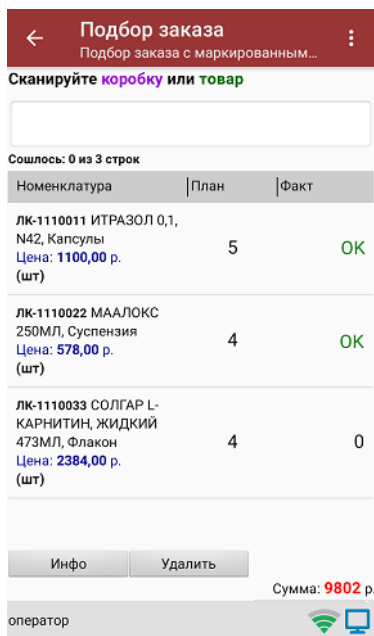 Подбор заказа
Подбор заказа с маркированным...
Сканируйте коробку или товар
Сошлось: 0 из 3 строк
Номенклатура План Факт
ЛК-1110011 ИТРАЗОЛ 0,1,
N42, Капсулы
Цена: 1100,00 р.
(шт)
5 OK
ЛК-1110022 МААЛОКС
250МЛ, Суспензия
Цена: 578,00 р.
(шт)
4 OK
ЛК-1110033 СОЛГАР L-
КАРНИТИН, ЖИДКИЙ
473МЛ, Флакон
Цена: 2384,00 р.
(шт)
4 0
Инфо Удалить
Сумма: 9802 р.
оператор